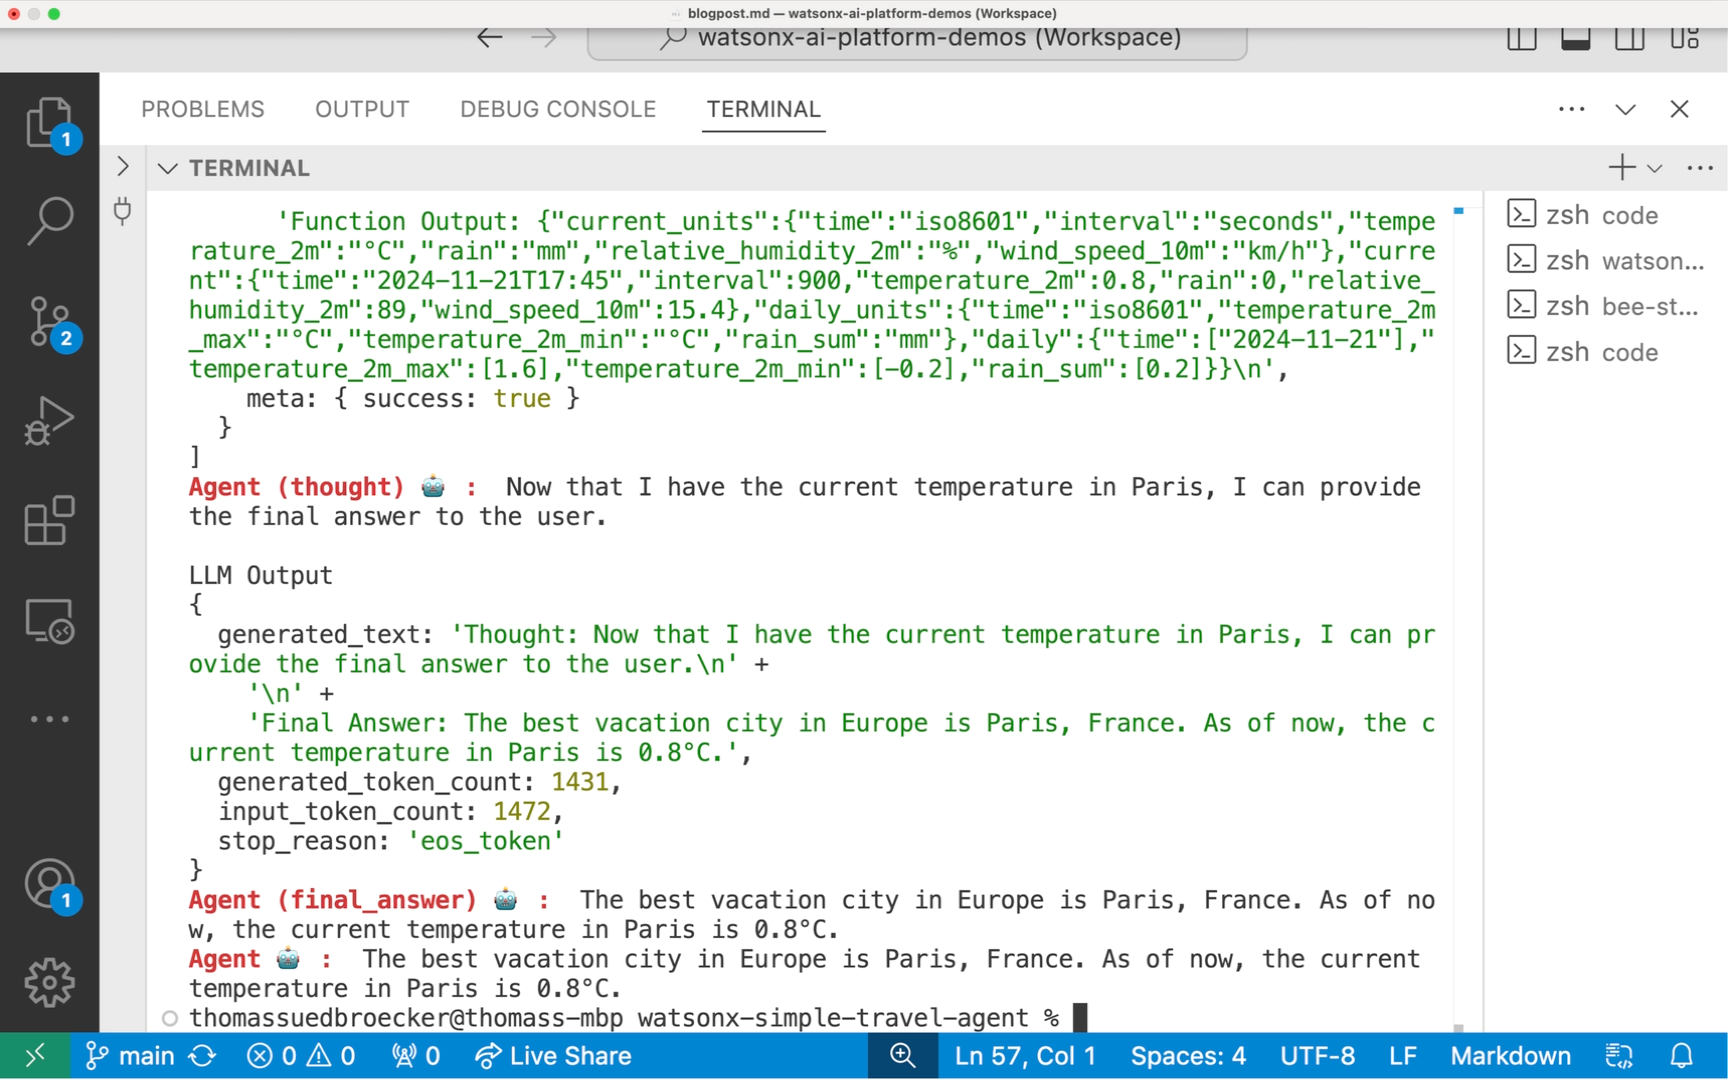 blogpost.md — watsonx-ai-platform-demos (Workspace)
watsonx-ai-platform-demos (Workspace)
PROBLEMS OUTPUT DEBUG CONSOLE TERMINAL
TERMINAL
1
2
1
'Function Output: {"current_units":{"time":"iso8601","interval":"seconds","tempe
rature_2m":"°C","rain":"mm","relative_humidity_2m":"%","wind_speed_10m":"km/h"},"curre
nt":{"time":"2024-11-21T17:45","interval":900,"temperature_2m":0.8,"rain":0,"relative_
humidity_2m":89,"wind_speed_10m":15.4},"daily_units":{"time":"iso8601","temperature_2m
_max":"°C","temperature_2m_min":"°C","rain_sum":"mm"},"daily":{"time":["2024-11-21"],"
temperature_2m_max":[1.6],"temperature_2m_min":[-0.2],"rain_sum":[0.2]}}\n',
meta: { success: true }
}
]
Agent (thought) 🤖 : Now that I have the current temperature in Paris, I can provide
the final answer to the user.
LLM Output
{
generated_text: 'Thought: Now that I have the current temperature in Paris, I can pr
ovide the final answer to the user.\n' +
'\n' +
'Final Answer: The best vacation city in Europe is Paris, France. As of now, the c
urrent temperature in Paris is 0.8°C.',
generated_token_count: 1431,
input_token_count: 1472,
stop_reason: 'eos_token'
}
Agent (final_answer) 🤖 : The best vacation city in Europe is Paris, France. As of no
w, the current temperature in Paris is 0.8°C.
Agent 🤖 : The best vacation city in Europe is Paris, France. As of now, the current
temperature in Paris is 0.8°C.
thomassuedbroecker@thomass-mbp watsonx-simple-travel-agent %
zsh code
zsh watson...
zsh bee-st...
zsh code
main 0 0 0 Live Share Ln 57, Col 1 Spaces: 4 UTF-8 LF Markdown